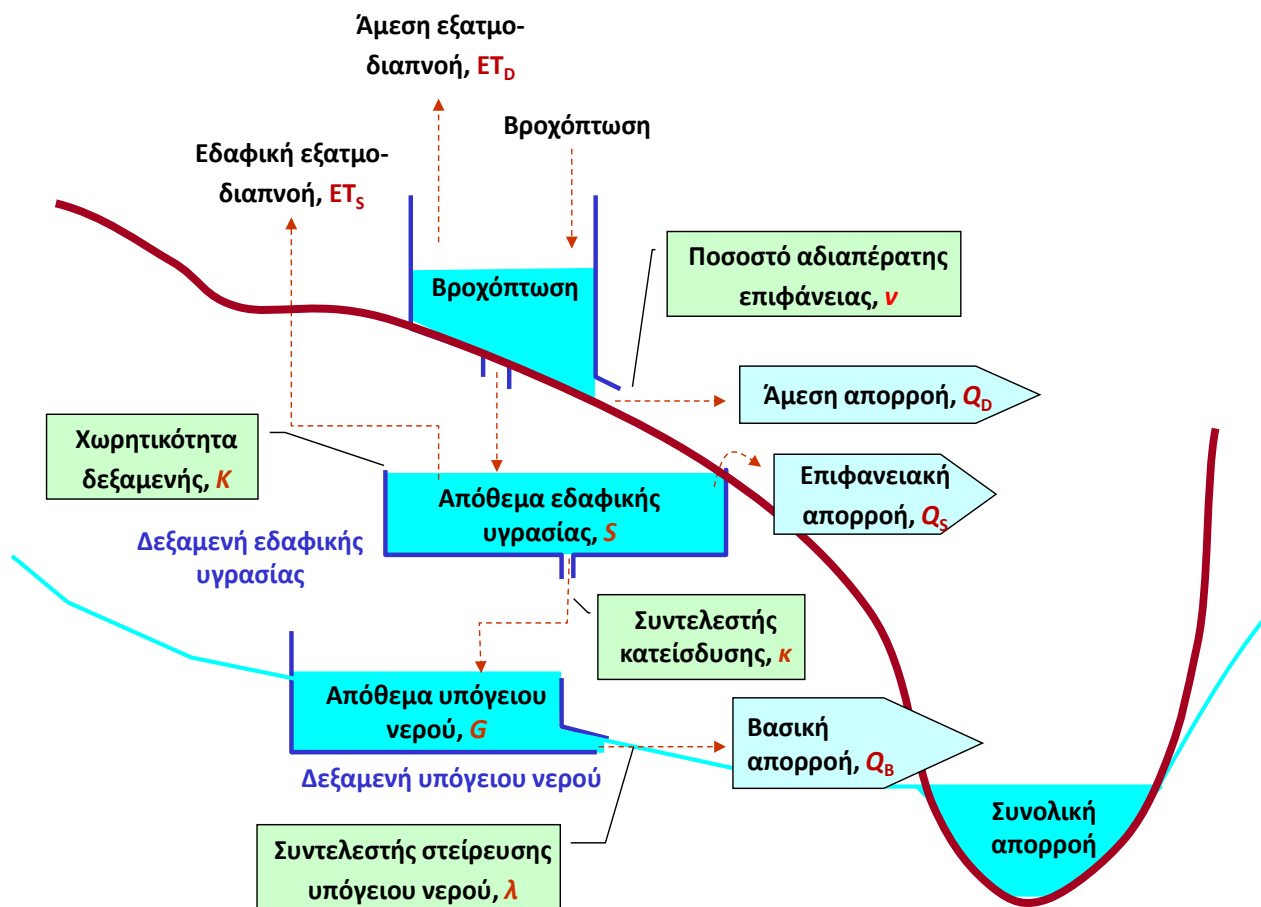 Άμεση εξατμο-
διαπνοή, ETD
Βροχόπτωση
Εδαφική εξατμο-
διαπνοή, ETS
Ποσοστό αδιαπέρατης
επιφάνειας, ν
Βροχόπτωση
Άμεση απορροή, QD
Χωρητικότητα
δεξαμενής, K
Απόθεμα εδαφικής
υγρασίας, S
Επιφανειακή
απορροή, QS
Δεξαμενή εδαφικής
υγρασίας
Συντελεστής
κατείσδυσης, κ
Απόθεμα υπόγειου
νερού, G
Βασική
απορροή, QB
Δεξαμενή υπόγειου νερού
Συνολική
απορροή
Συντελεστής στείρευσης
υπόγειου νερού, λ